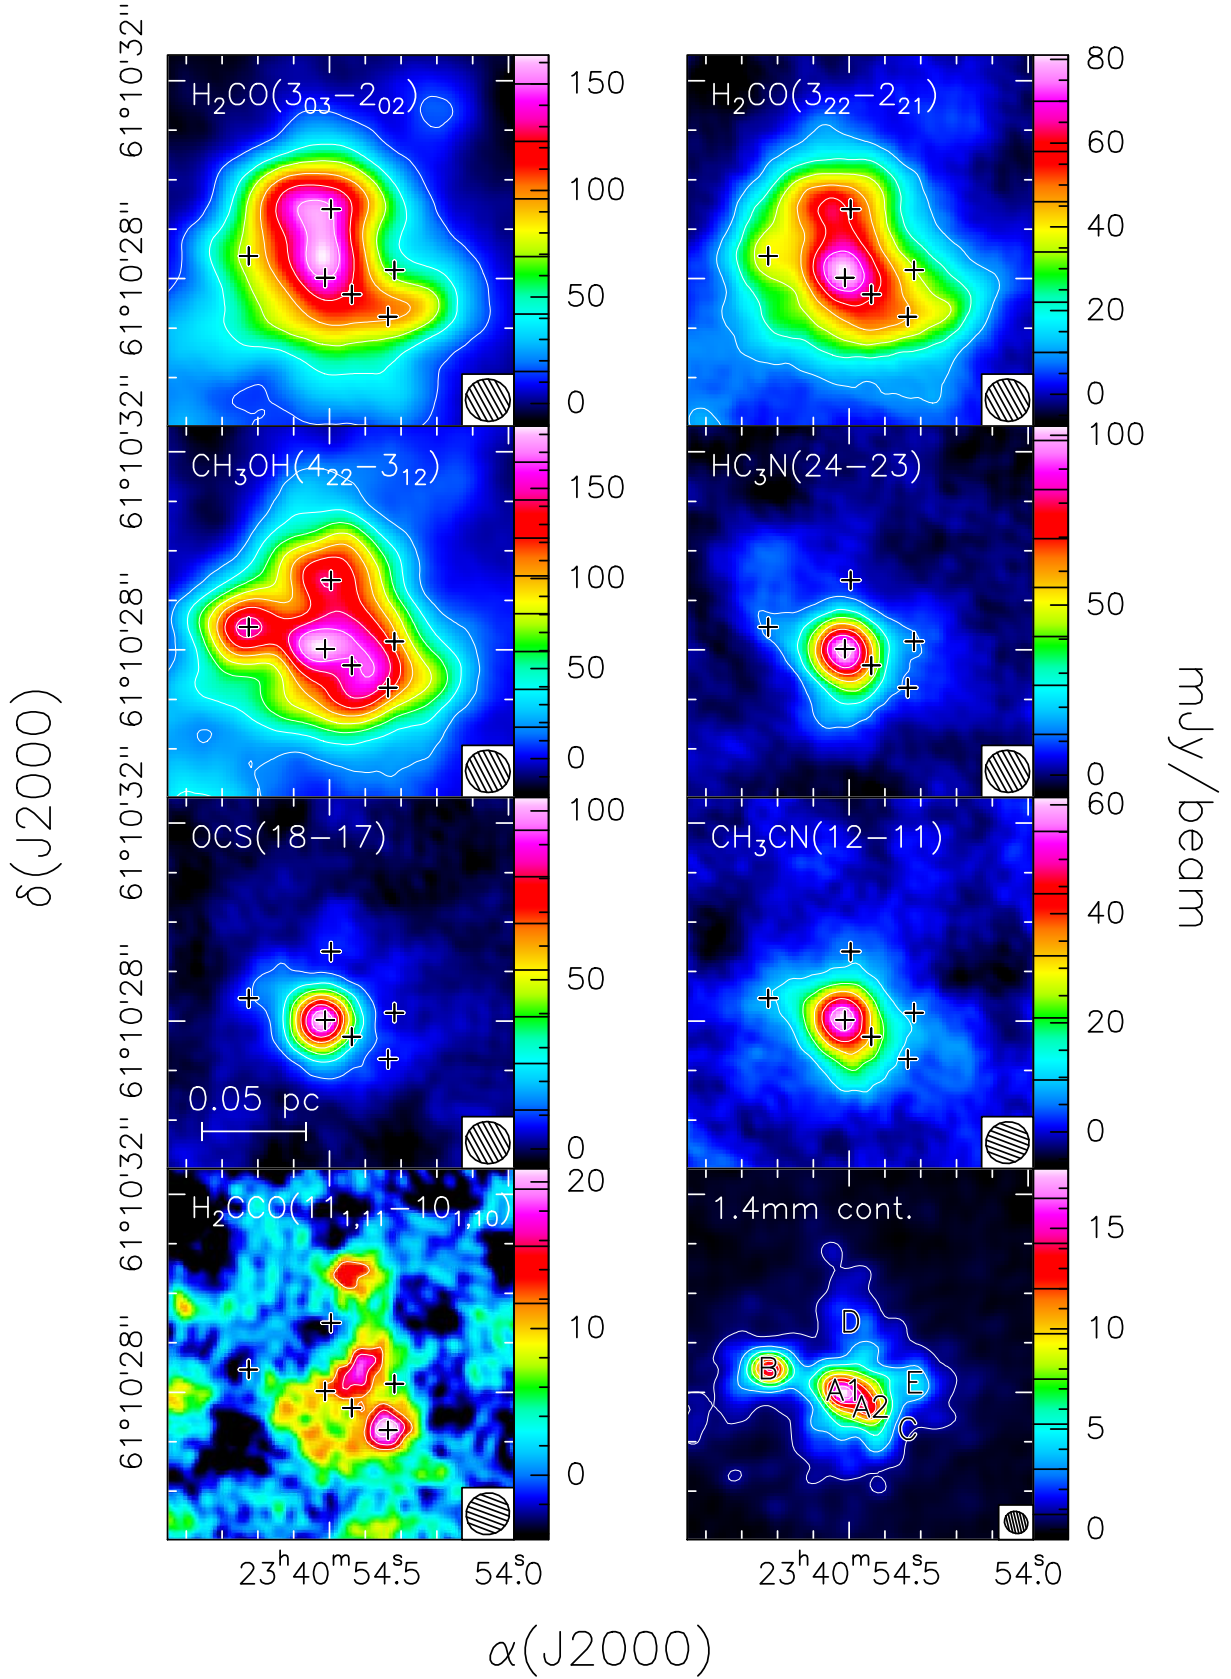 H₂CO(3₀₃−2₀₂)
150
100
50
0
H₂CO(3₂₂−2₂₁)
80
60
40
20
0
61°10'32''
61°10'28''
61°10'32''
CH₃OH(4₂₂−3₁₂)
150
100
50
0
HC₃N(24−23)
100
50
0
61°10'28''
61°10'32''
OCS(18−17)
0.05 pc
100
50
0
CH₃CN(12−11)
60
40
20
0
61°10'28''
61°10'32''
H₂CCO(11₁,₁₁−10₁,₁₀)
20
10
0
1.4mm cont.
D
B
A1
E
A2
C
15
10
5
0
61°10'28''
23ʰ40ᵐ54ˢ.5
54ˢ.0
23ʰ40ᵐ54ˢ.5
54ˢ.0
δ(J2000)
mJy/beam
α(J2000)